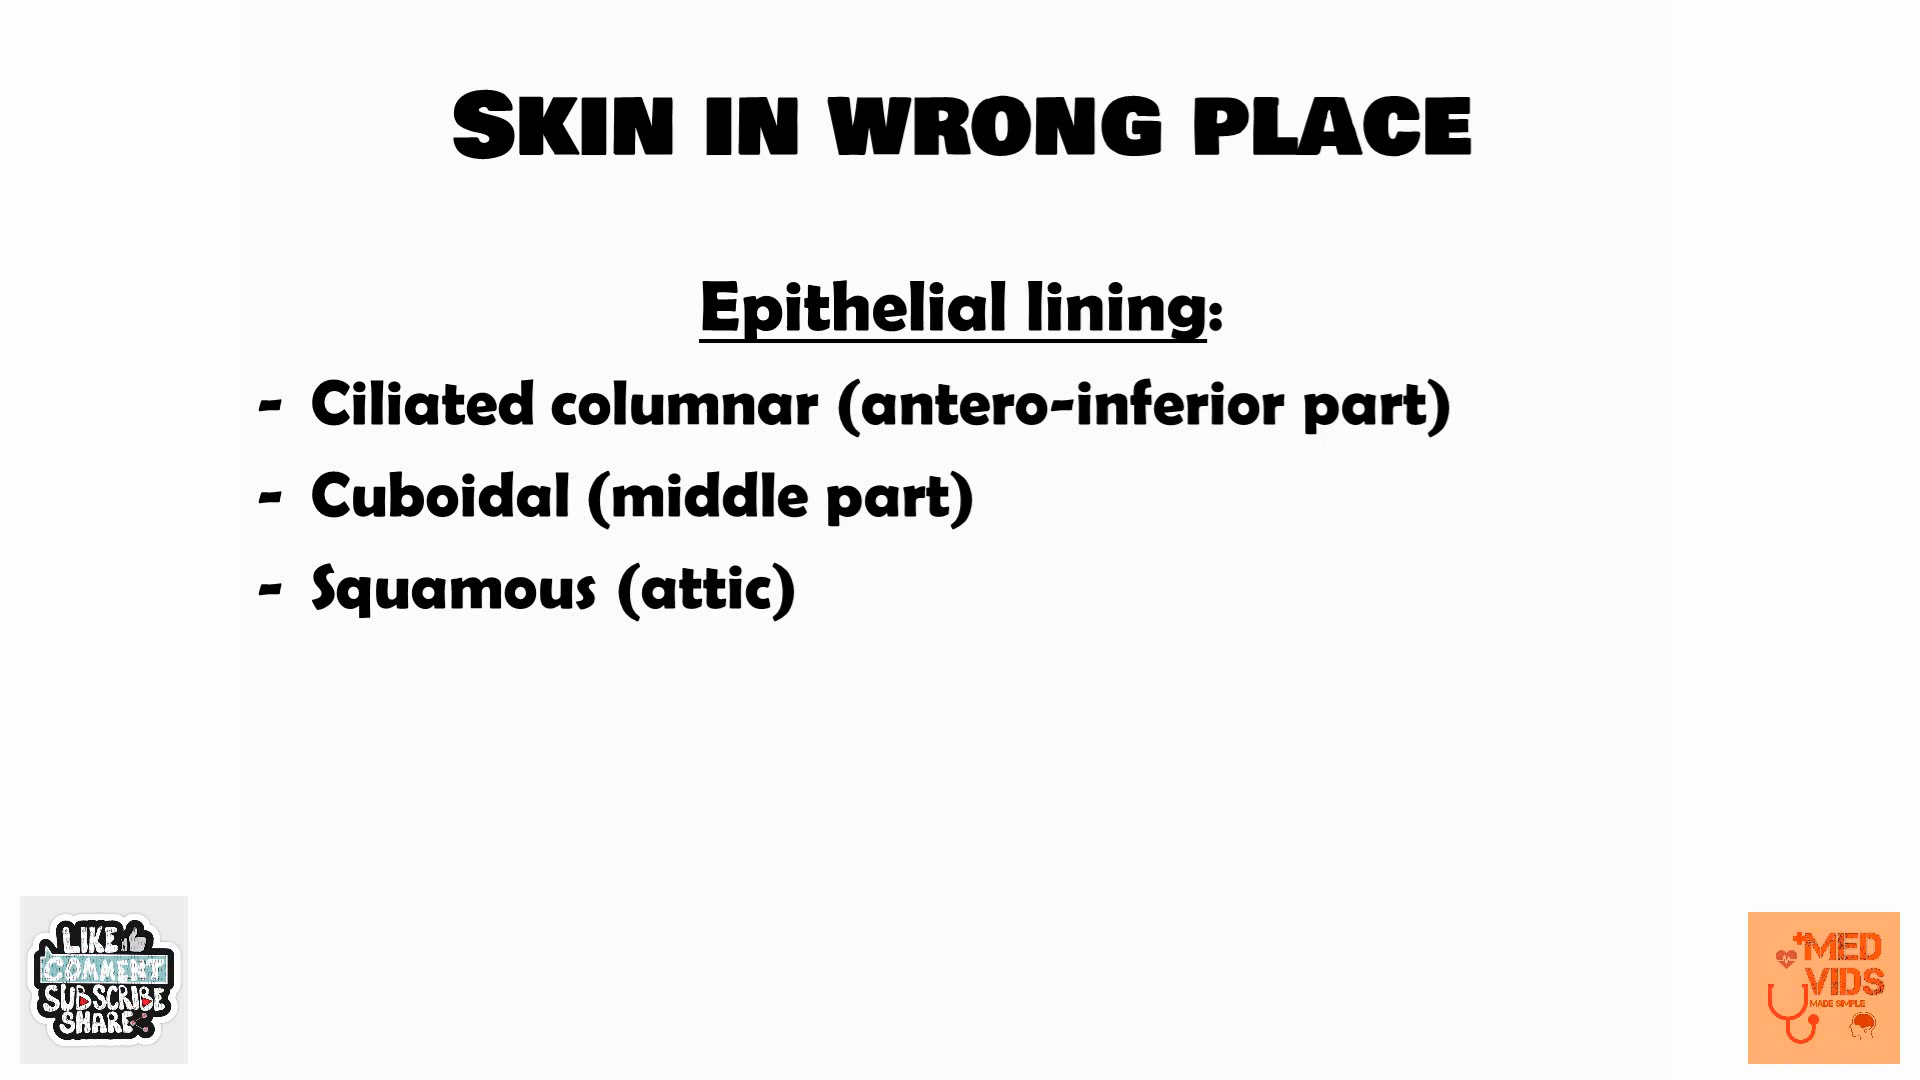 SKIN IN WRONG PLACE
Epithelial lining:
- Ciliated columnar (antero-inferior part)
- Cuboidal (middle part)
- Squamous (attic)
LIKE
COMMENT
SUBSCRIBE
SHARE
MED
VIDS
MADE SIMPLE